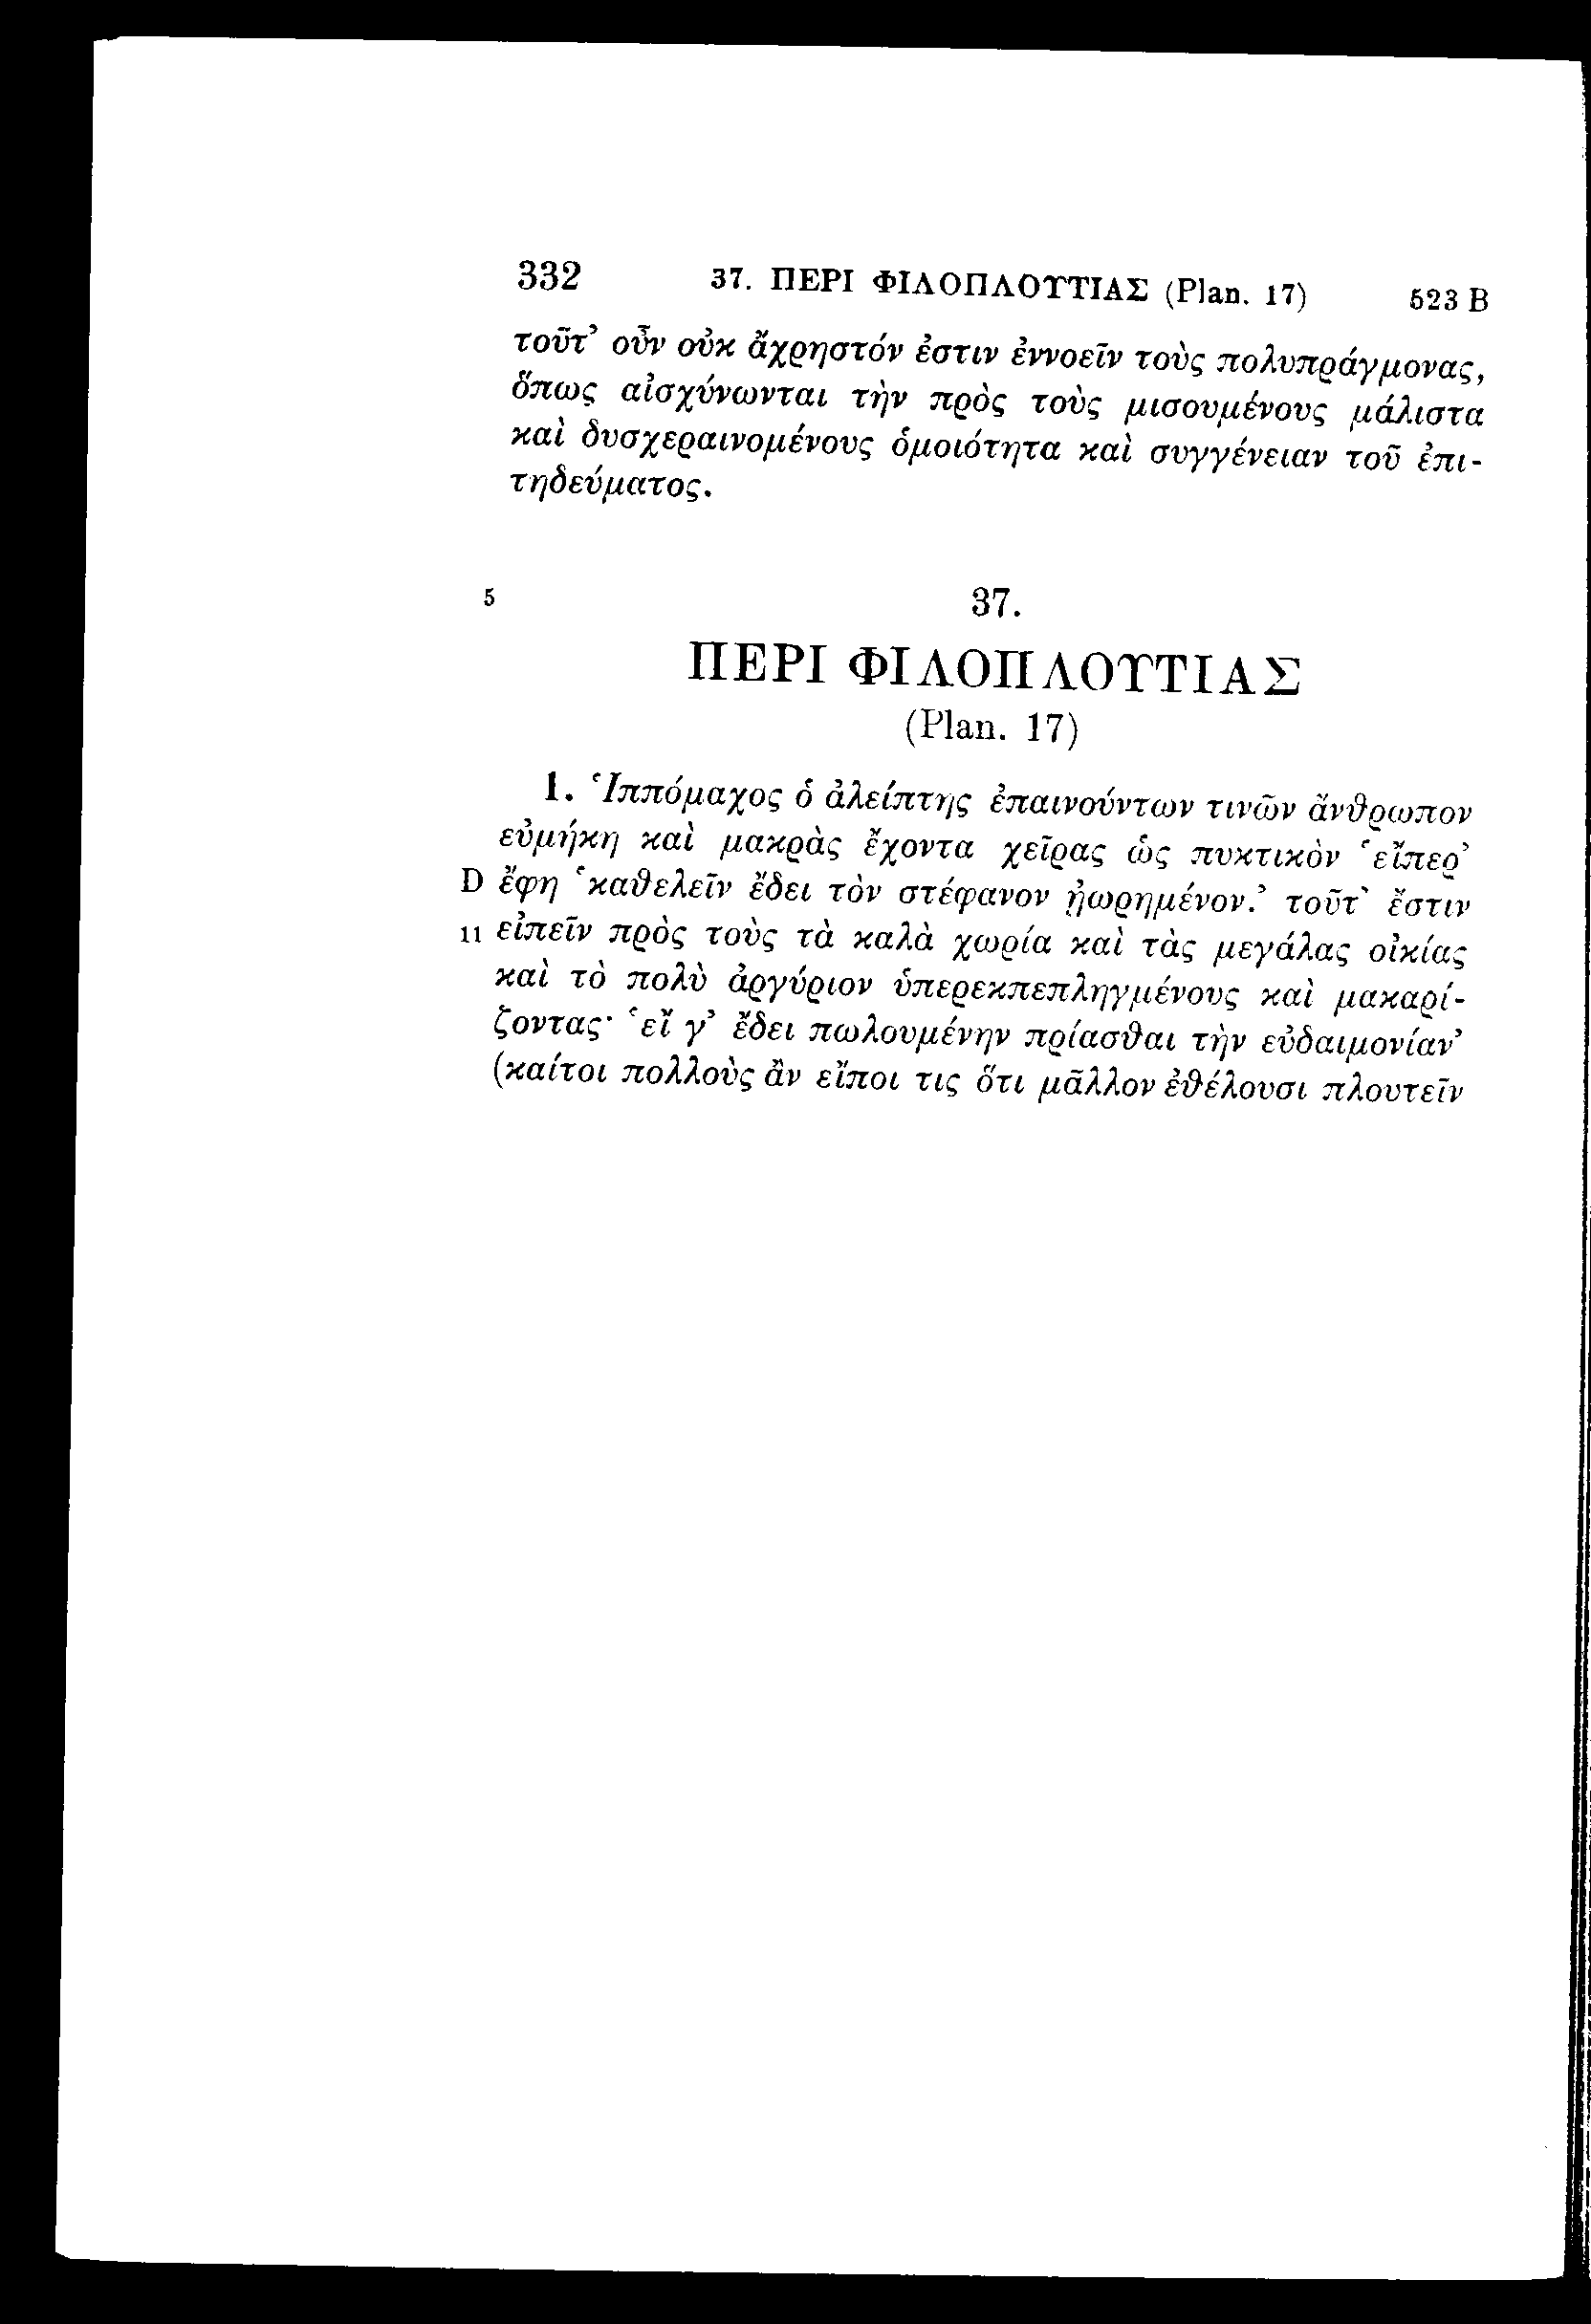 332 37. ΠΕΡΙ ΦΙΛΟΠΛΟΥΤΙΑΣ (Plan. 17) 523 B
τοῦτ’ οὖν οὐκ ἄχρηστόν ἐστιν ἐννοεῖν τοὺς πολυπράγμονας,
ὅπως αἰσχύνωνται τὴν πρὸς τοὺς μισουμένους μάλιστα
καὶ δυσχεραινομένους ὁμοιότητα καὶ συγγένειαν τοῦ ἐπι-
τηδεύματος.
5 37.
ΠΕΡΙ ΦΙΛΟΠΛΟΥΤΙΑΣ
(Plan. 17)
1. Ἱππόμαχος ὁ ἀλείπτης ἐπαινούντων τινῶν ἄνθρωπον
εὐμήκη καὶ μακρὰς ἔχοντα χεῖρας ὡς πυκτικὸν ‘εἴπερ’
D ἔφη ‘καθελεῖν ἔδει τὸν στέφανον ᾐωρημένον.’ τοῦτ’ ἔστιν
11 εἰπεῖν πρὸς τοὺς τὰ καλὰ χωρία καὶ τὰς μεγάλας οἰκίας
καὶ τὸ πολὺ ἀργύριον ὑπερεκπεπληγμένους καὶ μακαρί-
ζοντας· ‘εἴ γ’ ἔδει πωλουμένην πρίασθαι τὴν εὐδαιμονίαν’
(καίτοι πολλοὺς ἂν εἴποι τις ὅτι μᾶλλον ἐθέλουσι πλουτεῖν